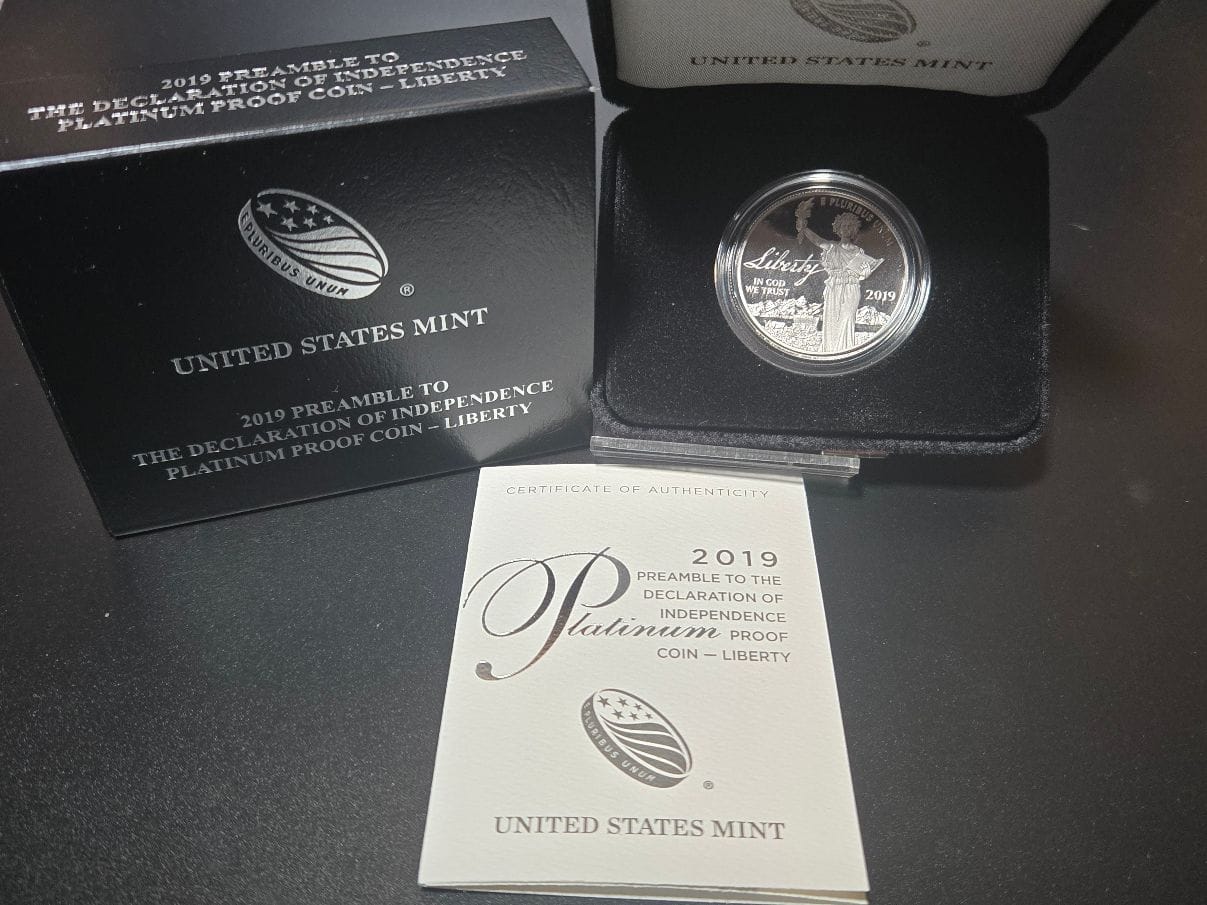 2019 PREAMBLE TO
THE DECLARATION OF INDEPENDENCE
PLATINUM PROOF COIN – LIBERTY
E PLURIBUS UNUM
®
UNITED STATES MINT
2019 PREAMBLE TO
THE DECLARATION OF INDEPENDENCE
PLATINUM PROOF COIN – LIBERTY
®
UNITED STATES MINT
E PLURIBUS UNUM
Liberty
IN GOD
WE TRUST
2019
CERTIFICATE OF AUTHENTICITY
2019
PREAMBLE TO THE
DECLARATION OF
INDEPENDENCE
Platinum PROOF
COIN — LIBERTY
E PLURIBUS UNUM
®
UNITED STATES MINT